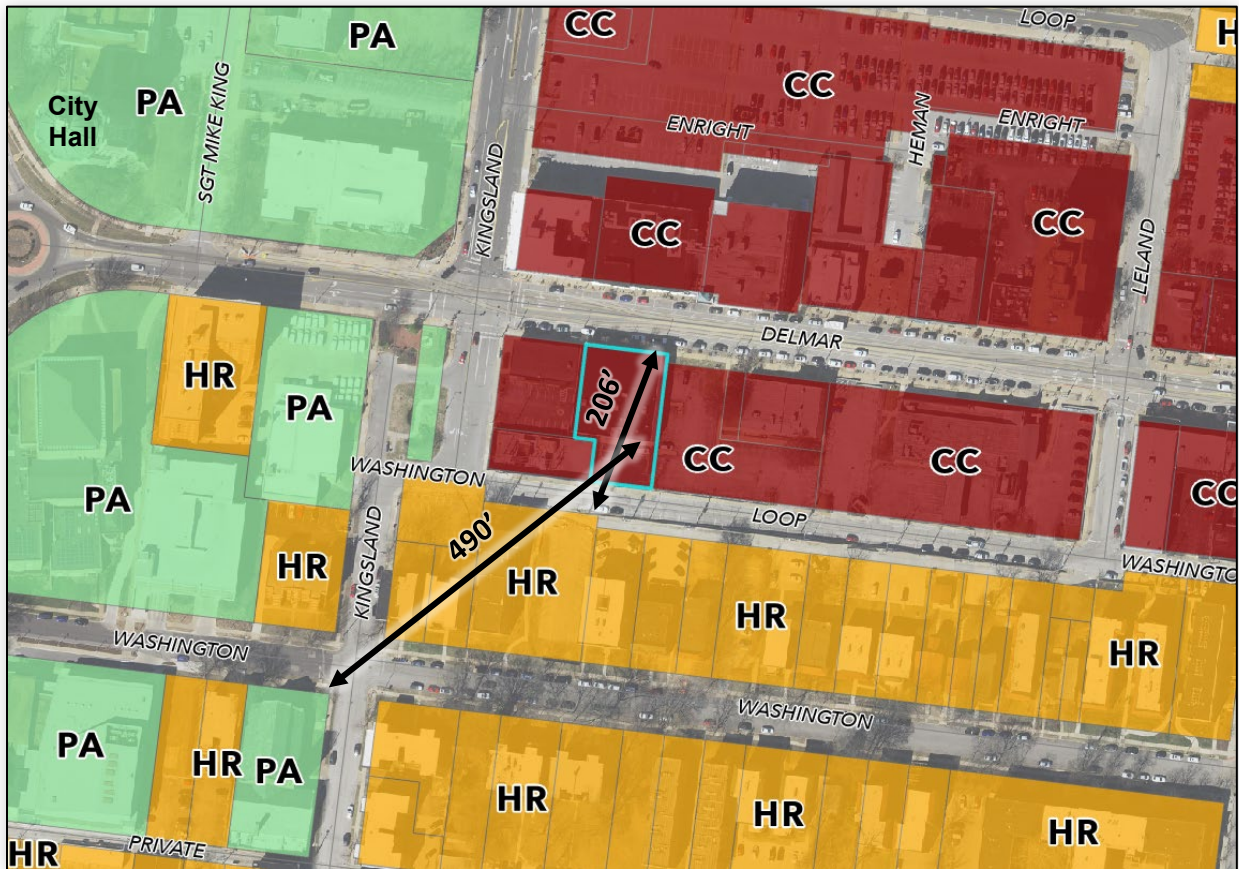 LOOP
CC
PA
H
CC
City
Hall
PA
SGT MIKE KING
ENRIGHT
HEMAN
ENRIGHT
KINGSLAND
CC
CC
LELAND
DELMAR
HR
PA
206'
WASHINGTON
CC
CC
CC
PA
LOOP
490'
HR
KINGSLAND
HR
HR
HR
WASHINGTON
WASHINGTON
WASHINGTON
PA
HR
PA
HR
HR
HR
PRIVATE
HR